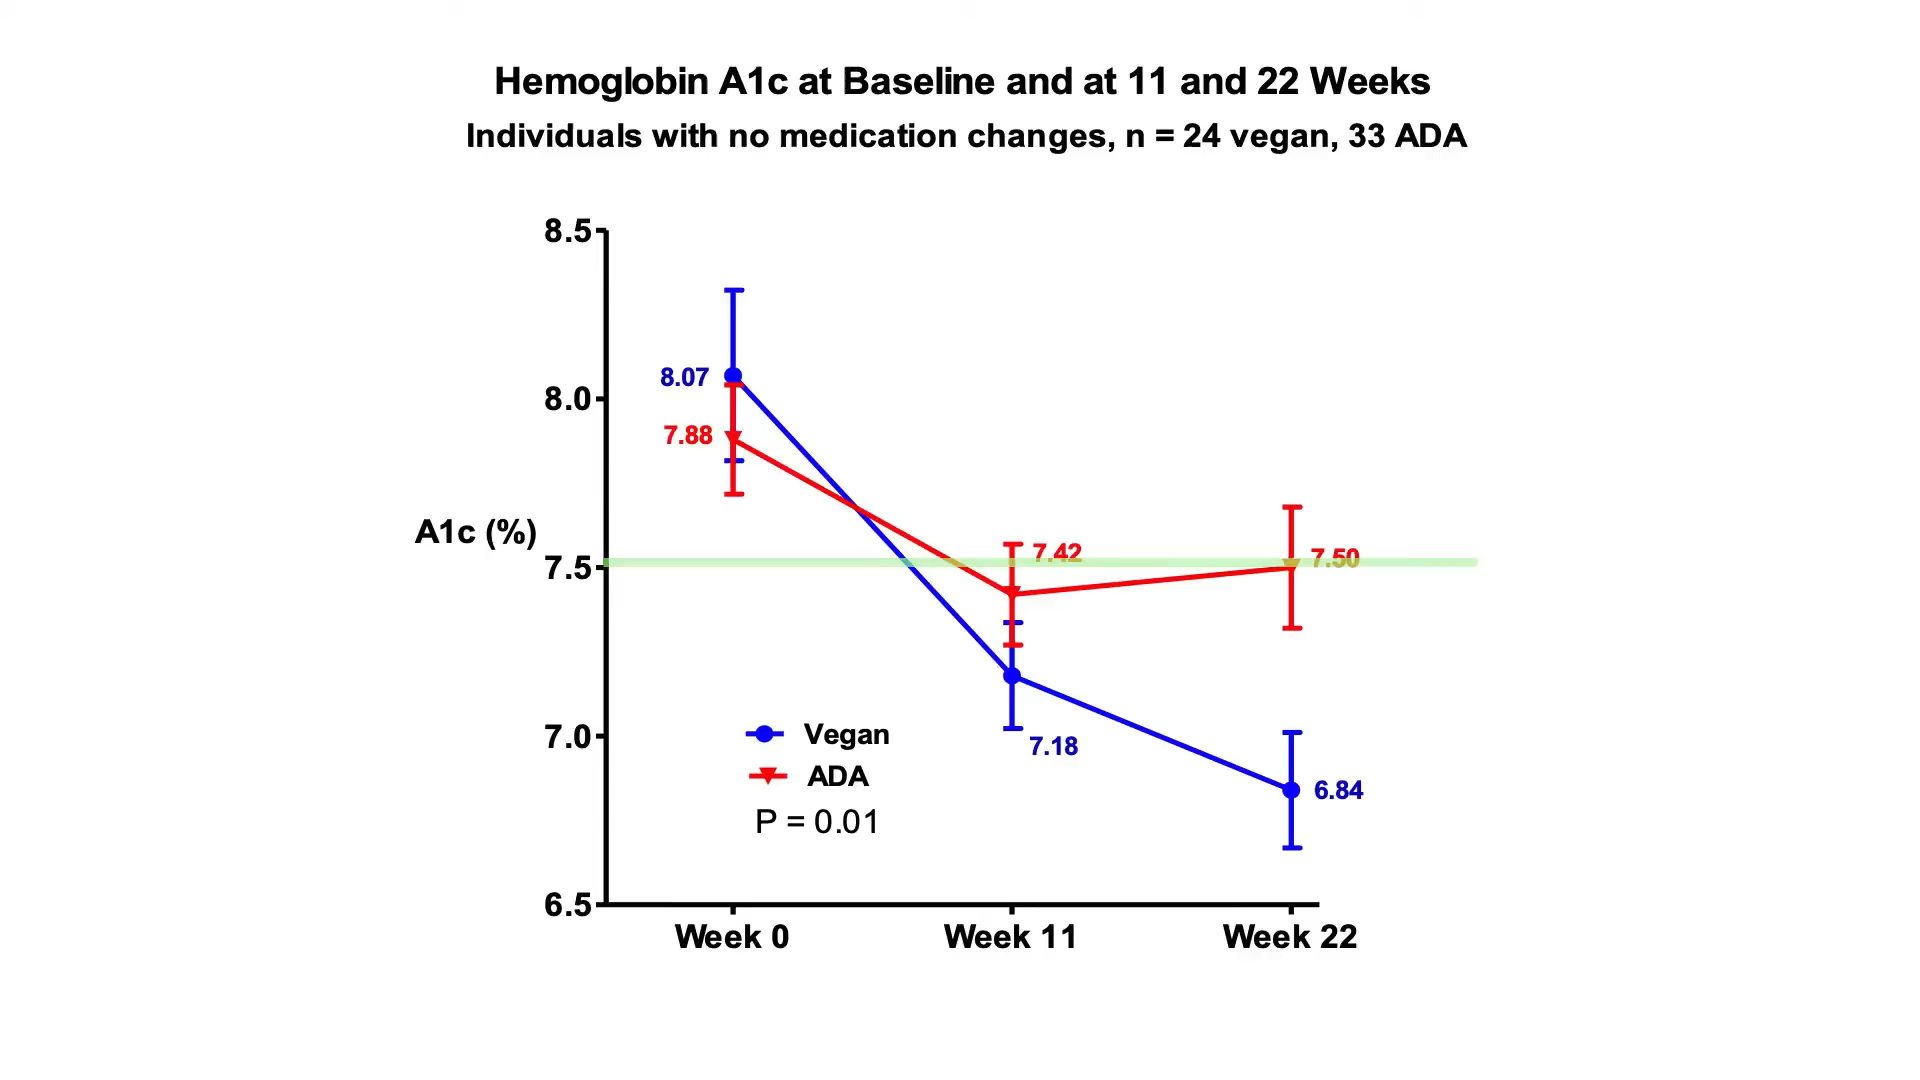 Hemoglobin A1c at Baseline and at 11 and 22 Weeks
Individuals with no medication changes, n = 24 vegan, 33 ADA
8.5
8.07
8.0
7.88
A1c (%)
7.42
7.50
7.5
Vegan
7.0
7.18
ADA
6.84
P = 0.01
6.5
Week 0
Week 11
Week 22